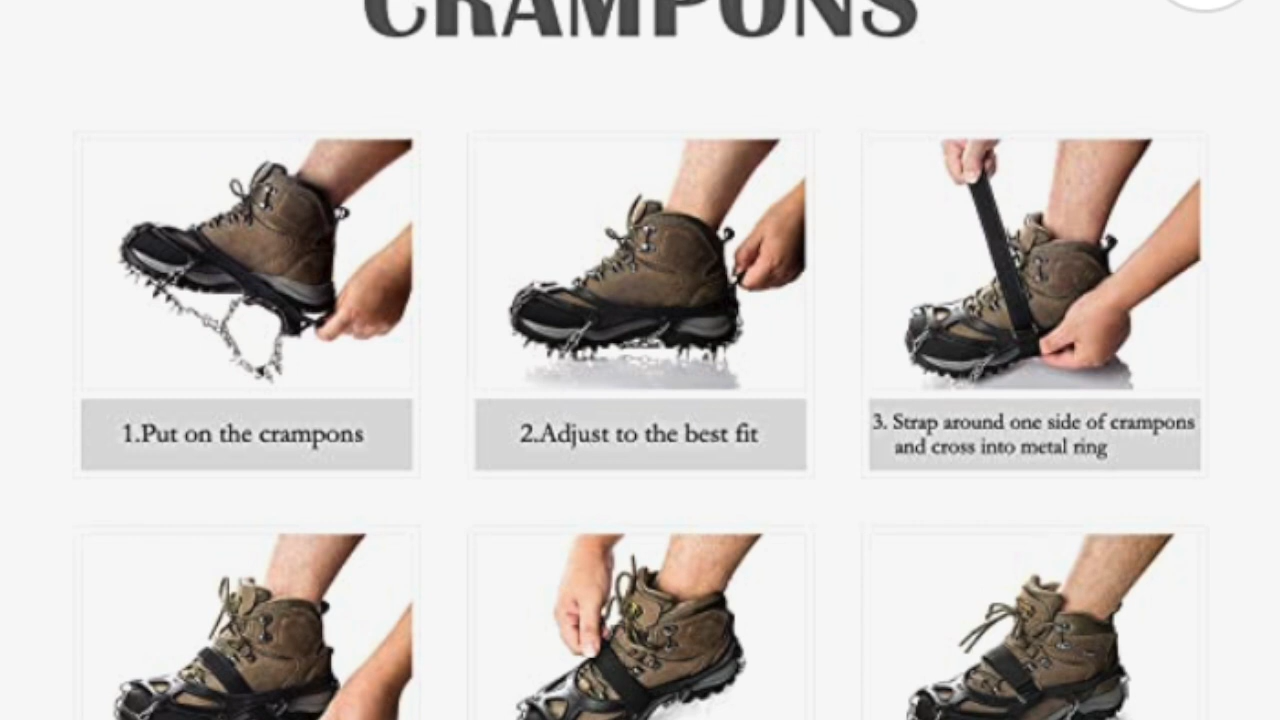 CRAMPONS
1.Put on the crampons
2.Adjust to the best fit
3. Strap around one side of crampons
and cross into metal ring